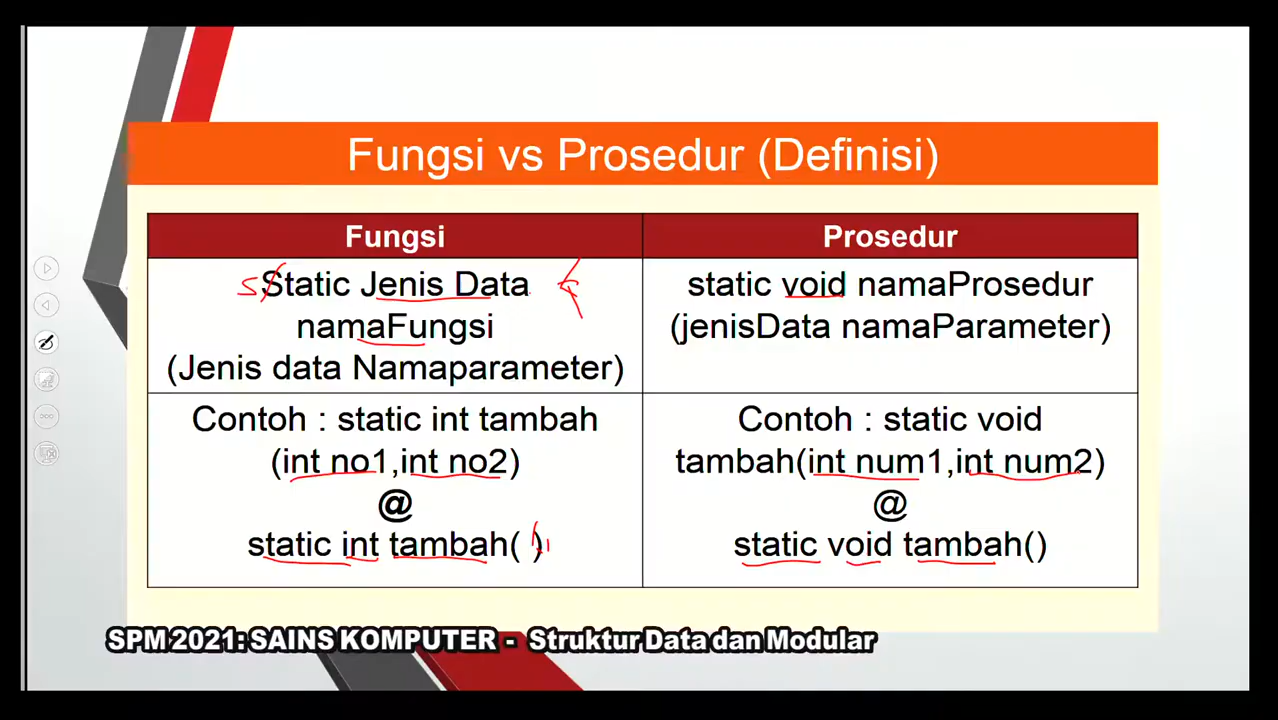 Fungsi vs Prosedur (Definisi)
Fungsi
Prosedur
s Static Jenis Data
namaFungsi
(Jenis data Namaparameter)
static void namaProsedur
(jenisData namaParameter)
Contoh : static int tambah
(int no1,int no2)
@
static int tambah( )
Contoh : static void
tambah(int num1,int num2)
@
static void tambah()
SPM 2021: SAINS KOMPUTER - Struktur Data dan Modular